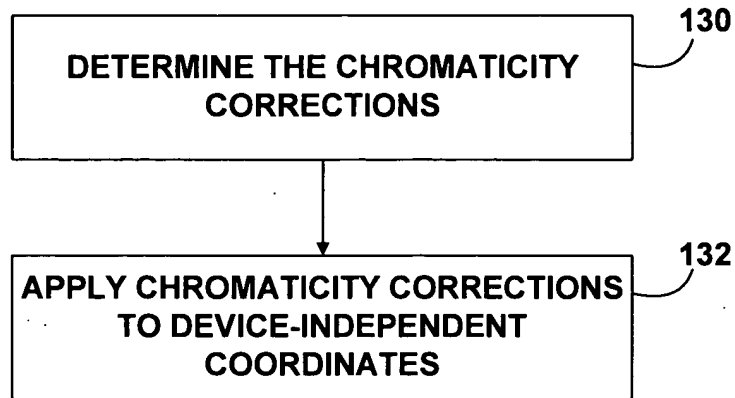 130
DETERMINE THE CHROMATICITY
CORRECTIONS
132
APPLY CHROMATICITY CORRECTIONS
TO DEVICE-INDEPENDENT
COORDINATES